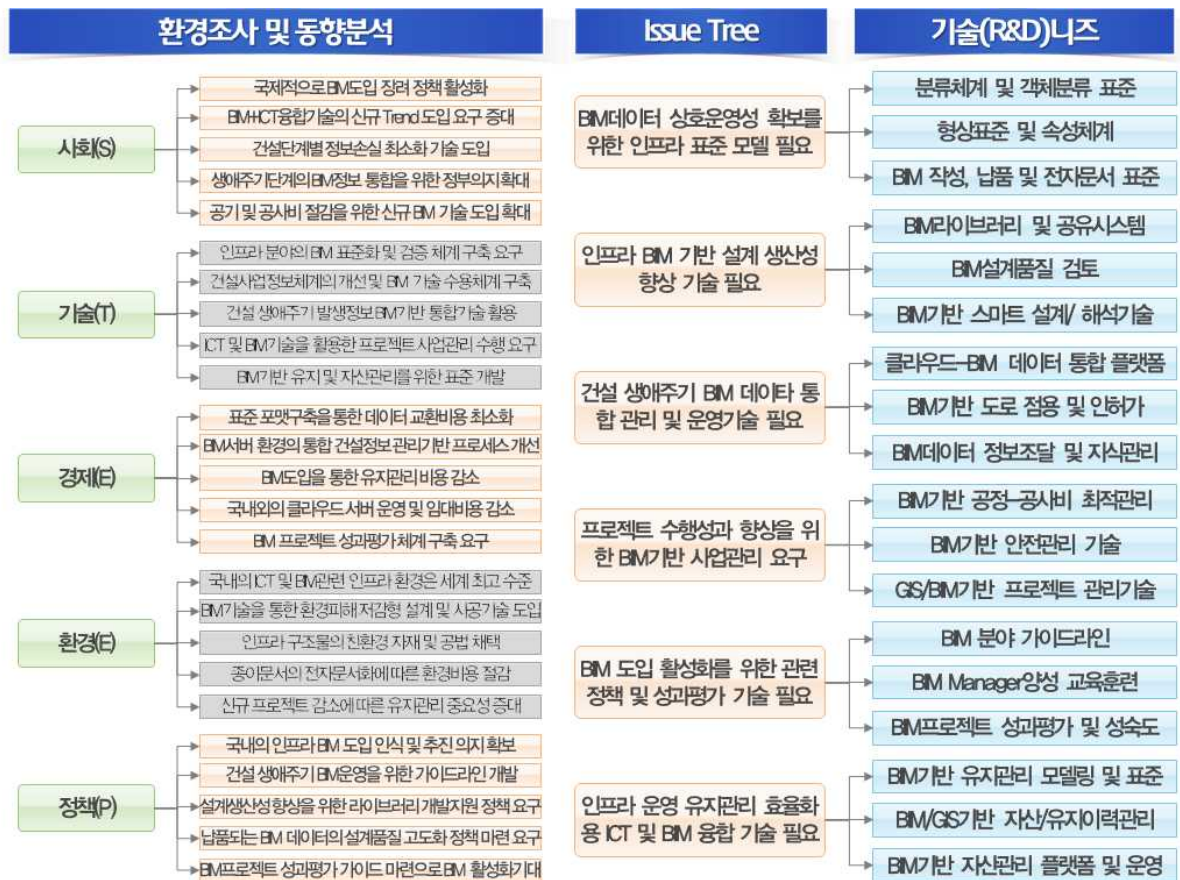 환경조사 및 동향분석
사회(S)
국제적으로 BIM도입 장려 정책 활성화
BIM+ICT융합기술의 신규 Trend 도입 요구 증대
건설단계별 정보손실 최소화 기술 도입
생애주기단계의 BIM정보 통합을 위한 정부의지 확대
공기 및 공사비 절감을 위한 신규 BIM 기술 도입 확대
기술(T)
인프라 분야의 BIM 표준화 및 검증 체계 구축 요구
건설사업정보체계의 개선 및 BIM 기술 수용체계 구축
건설 생애주기 발생정보 BIM기반 통합기술 활용
ICT 및 BIM기술을 활용한 프로젝트 사업관리 수행 요구
BIM기반 유지 및 자산관리를 위한 표준 개발
경제(E)
표준 포맷구축을 통한 데이터 교환비용 최소화
BIM서버 환경의 통합 건설정보 관리기반 프로세스 개선
BIM도입을 통한 유지관리 비용 감소
국내외의 클라우드 서버 운영 및 임대비용 감소
BIM 프로젝트 성과평가 체계 구축 요구
환경(E)
국내의 ICT 및 BIM관련 인프라 환경은 세계 최고 수준
BIM기술을 통한 환경피해 저감형 설계 및 시공기술 도입
인프라 구조물의 친환경 자재 및 공법 채택
종이문서의 전자문서화에 따른 환경비용 절감
신규 프로젝트 감소에 따른 유지관리 중요성 증대
정책(P)
국내의 인프라 BIM 도입 인식 및 추진 의지 확보
건설 생애주기 BIM운영을 위한 가이드라인 개발
설계생산성 향상을 위한 라이브러리 개발지원 정책 요구
납품되는 BIM 데이터의 설계품질 고도화 정책 마련 요구
BIM프로젝트 성과평가 가이드 마련으로 BIM 활성화기대
Issue Tree
BIM데이터 상호운영성 확보를
위한 인프라 표준 모델 필요
인프라 BIM 기반 설계 생산성
향상 기술 필요
건설 생애주기 BIM 데이타 통
합 관리 및 운영기술 필요
프로젝트 수행성과 향상을 위
한 BIM기반 사업관리 요구
BIM 도입 활성화를 위한 관련
정책 및 성과평가 기술 필요
인프라 운영 유지관리 효율화
용 ICT 및 BIM 융합 기술 필요
기술(R&D)니즈
분류체계 및 객체분류 표준
형상표준 및 속성체계
BIM 작성, 납품 및 전자문서 표준
BIM라이브러리 및 공유시스템
BIM설계품질 검토
BIM기반 스마트 설계/ 해석기술
클라우드-BIM 데이터 통합 플랫폼
BIM기반 도로 점용 및 인허가
BIM데이터 정보조달 및 지식관리
BIM기반 공정-공사비 최적관리
BIM기반 안전관리 기술
GIS/BIM기반 프로젝트 관리기술
BIM 분야 가이드라인
BIM Manager양성 교육훈련
BIM프로젝트 성과평가 및 성숙도
BIM기반 유지관리 모델링 및 표준
BIM/GIS기반 자산/유지이력관리
BIM기반 자산관리 플랫폼 및 운영